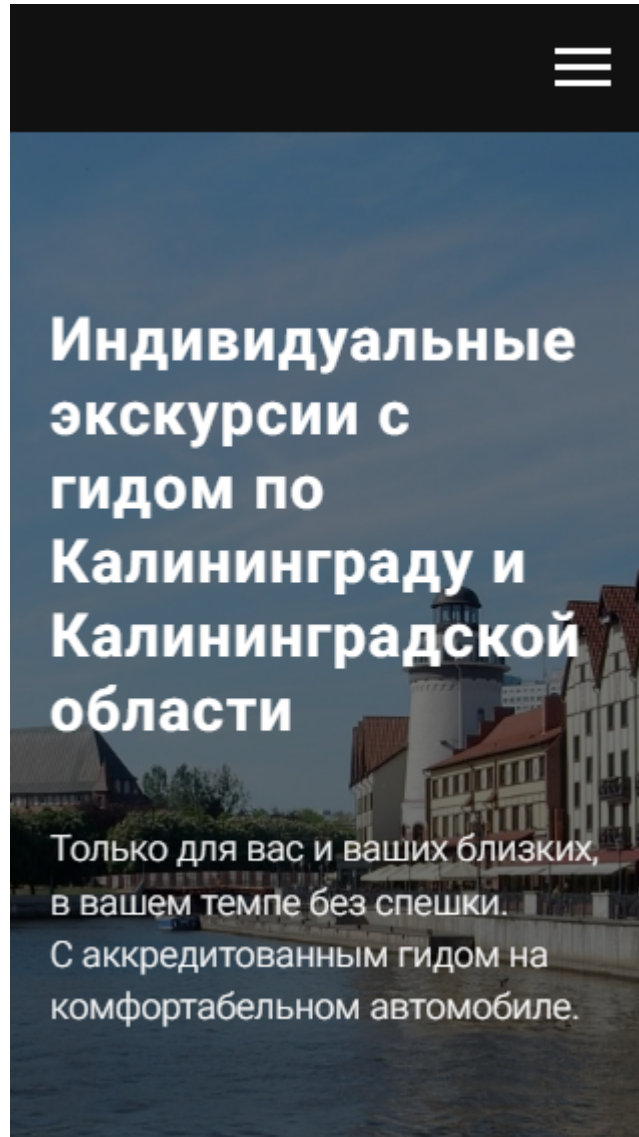 Индивидуальные
экскурсии с
гидом по
Калининграду и
Калининградской
области
Только для вас и ваших близких,
в вашем темпе без спешки.
С аккредитованным гидом на
комфортабельном автомобиле.